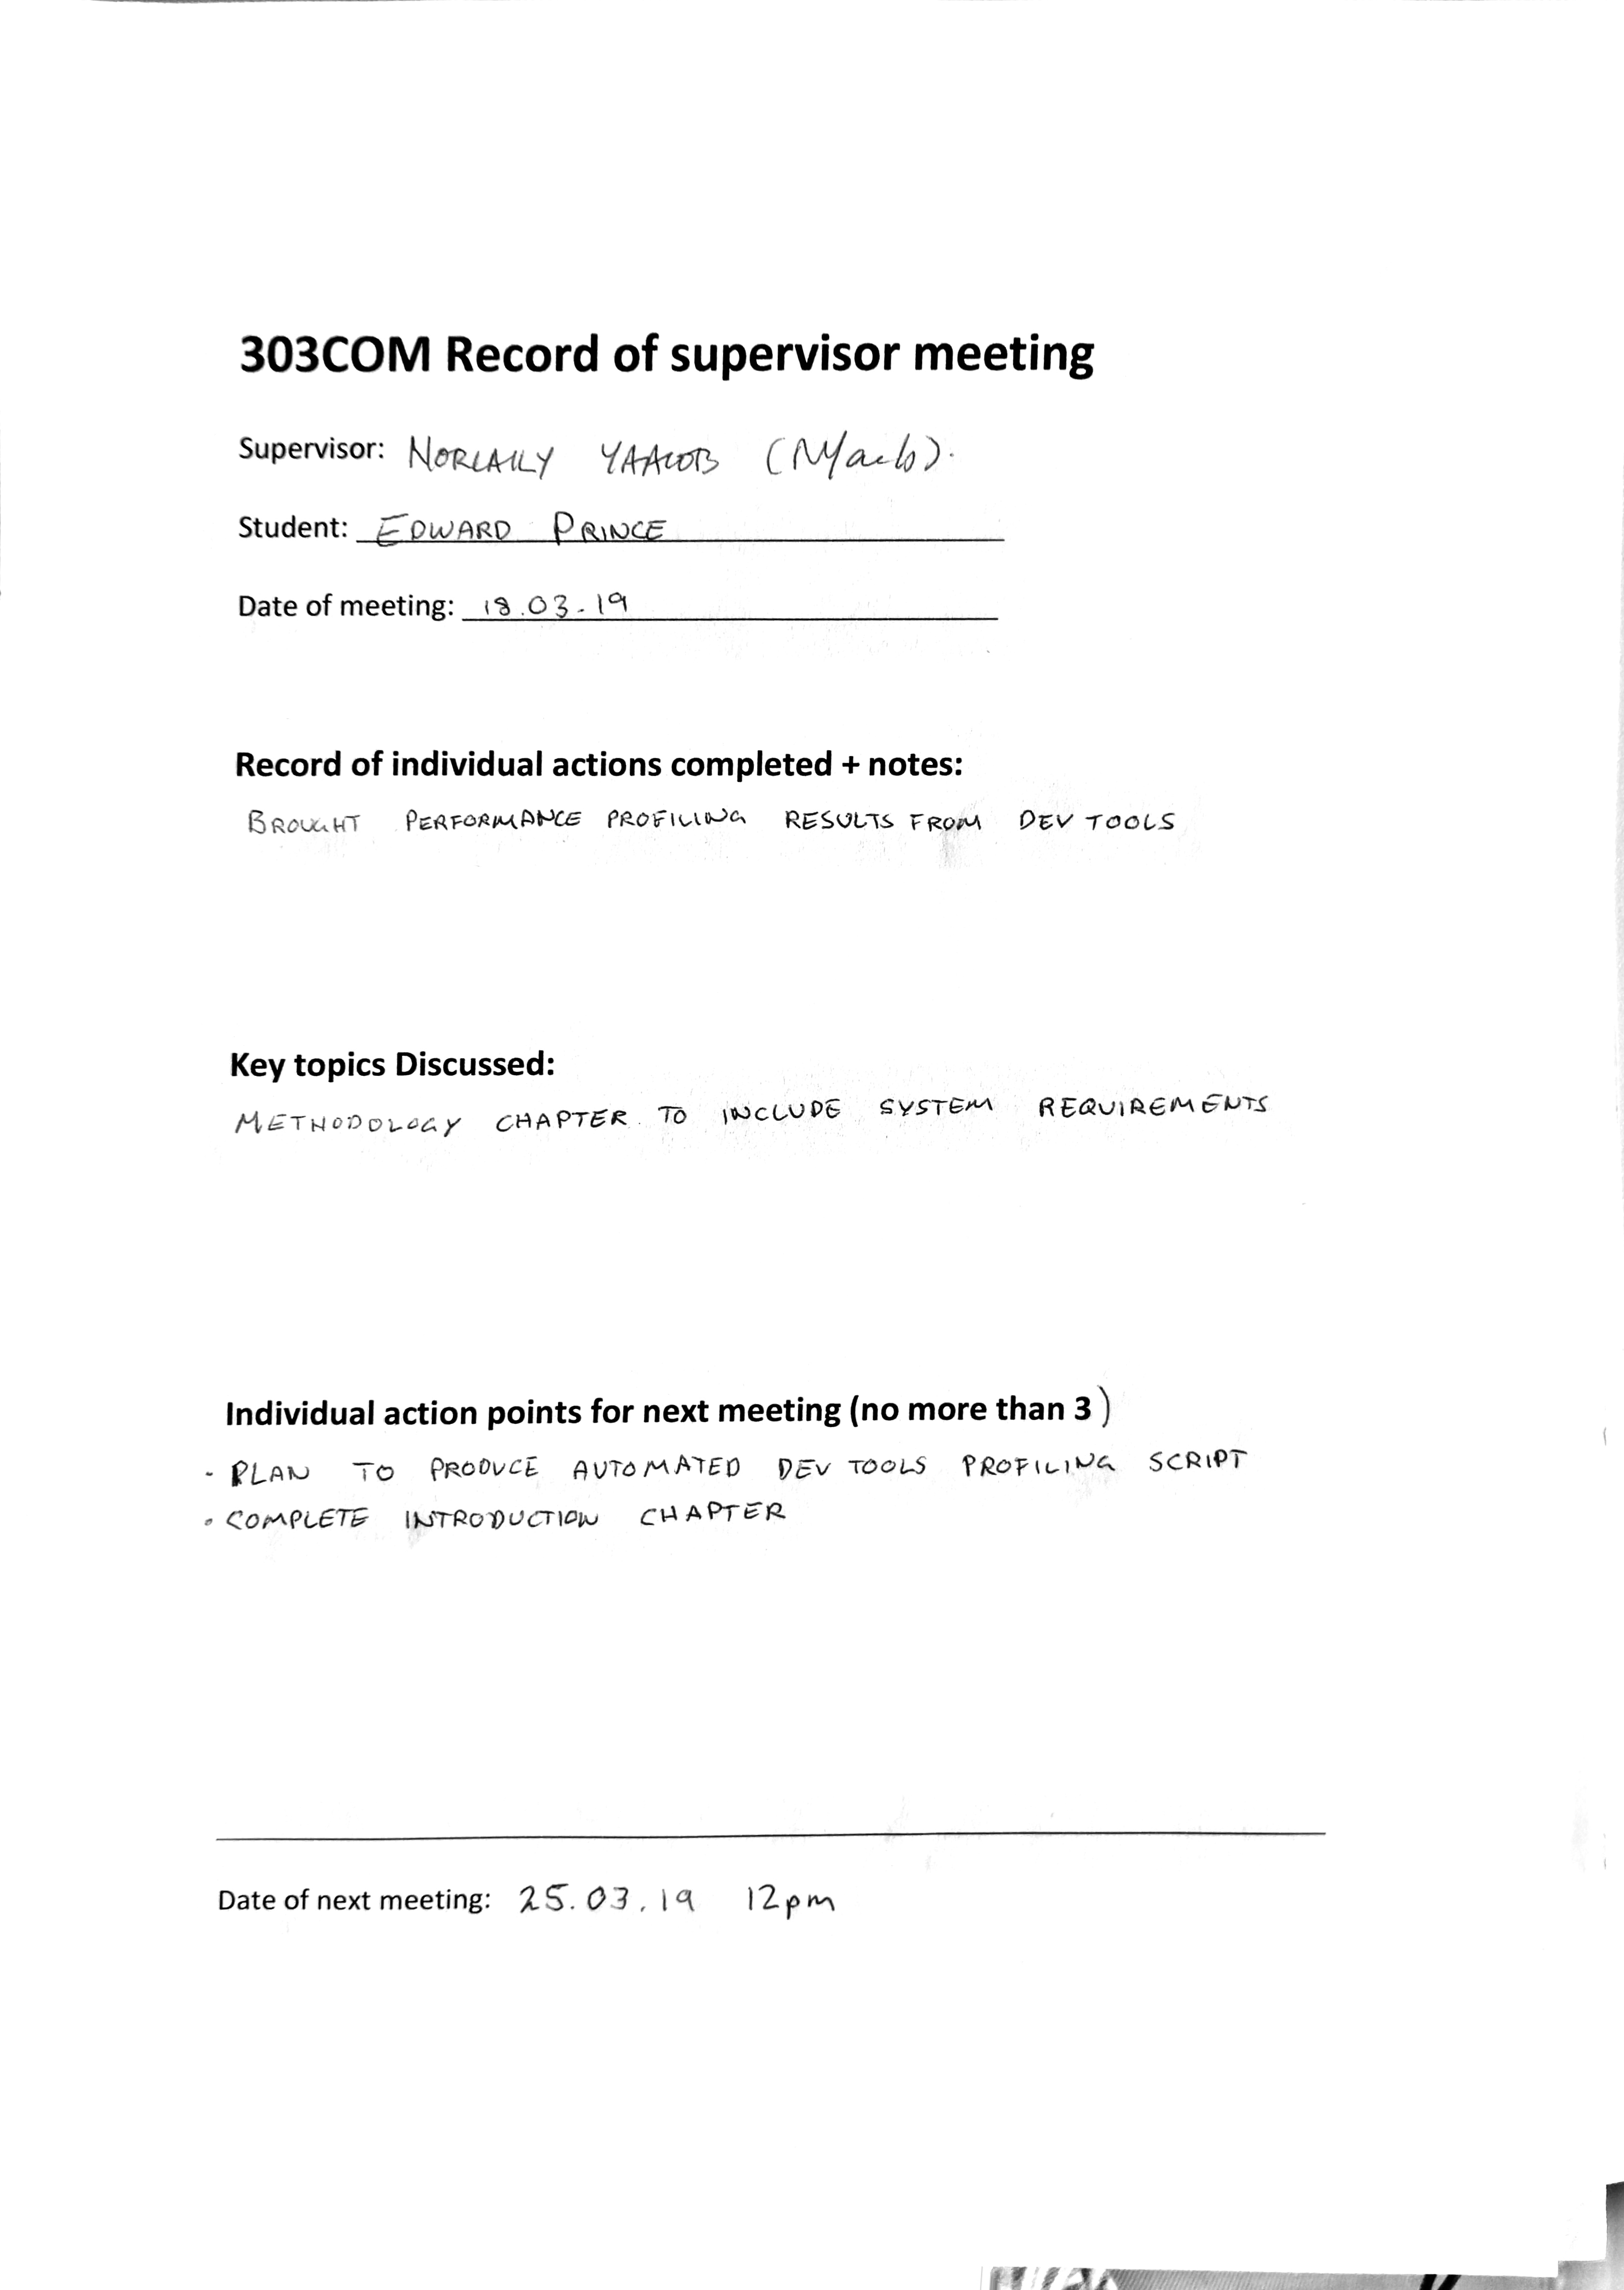 303COM Record of supervisor meeting
Supervisor: NORLAILY YAACOB (NYacob).
Student: EDWARD PRINCE
Date of meeting: 18.03.19
Record of individual actions completed + notes:
BROUGHT PERFORMANCE PROFILING RESULTS FROM DEV TOOLS
Key topics Discussed:
METHODOLOGY CHAPTER TO INCLUDE SYSTEM REQUIREMENTS
Individual action points for next meeting (no more than 3)
- PLAN TO PRODUCE AUTOMATED DEV TOOLS PROFILING SCRIPT
• COMPLETE INTRODUCTION CHAPTER
Date of next meeting: 25.03.19 12pm